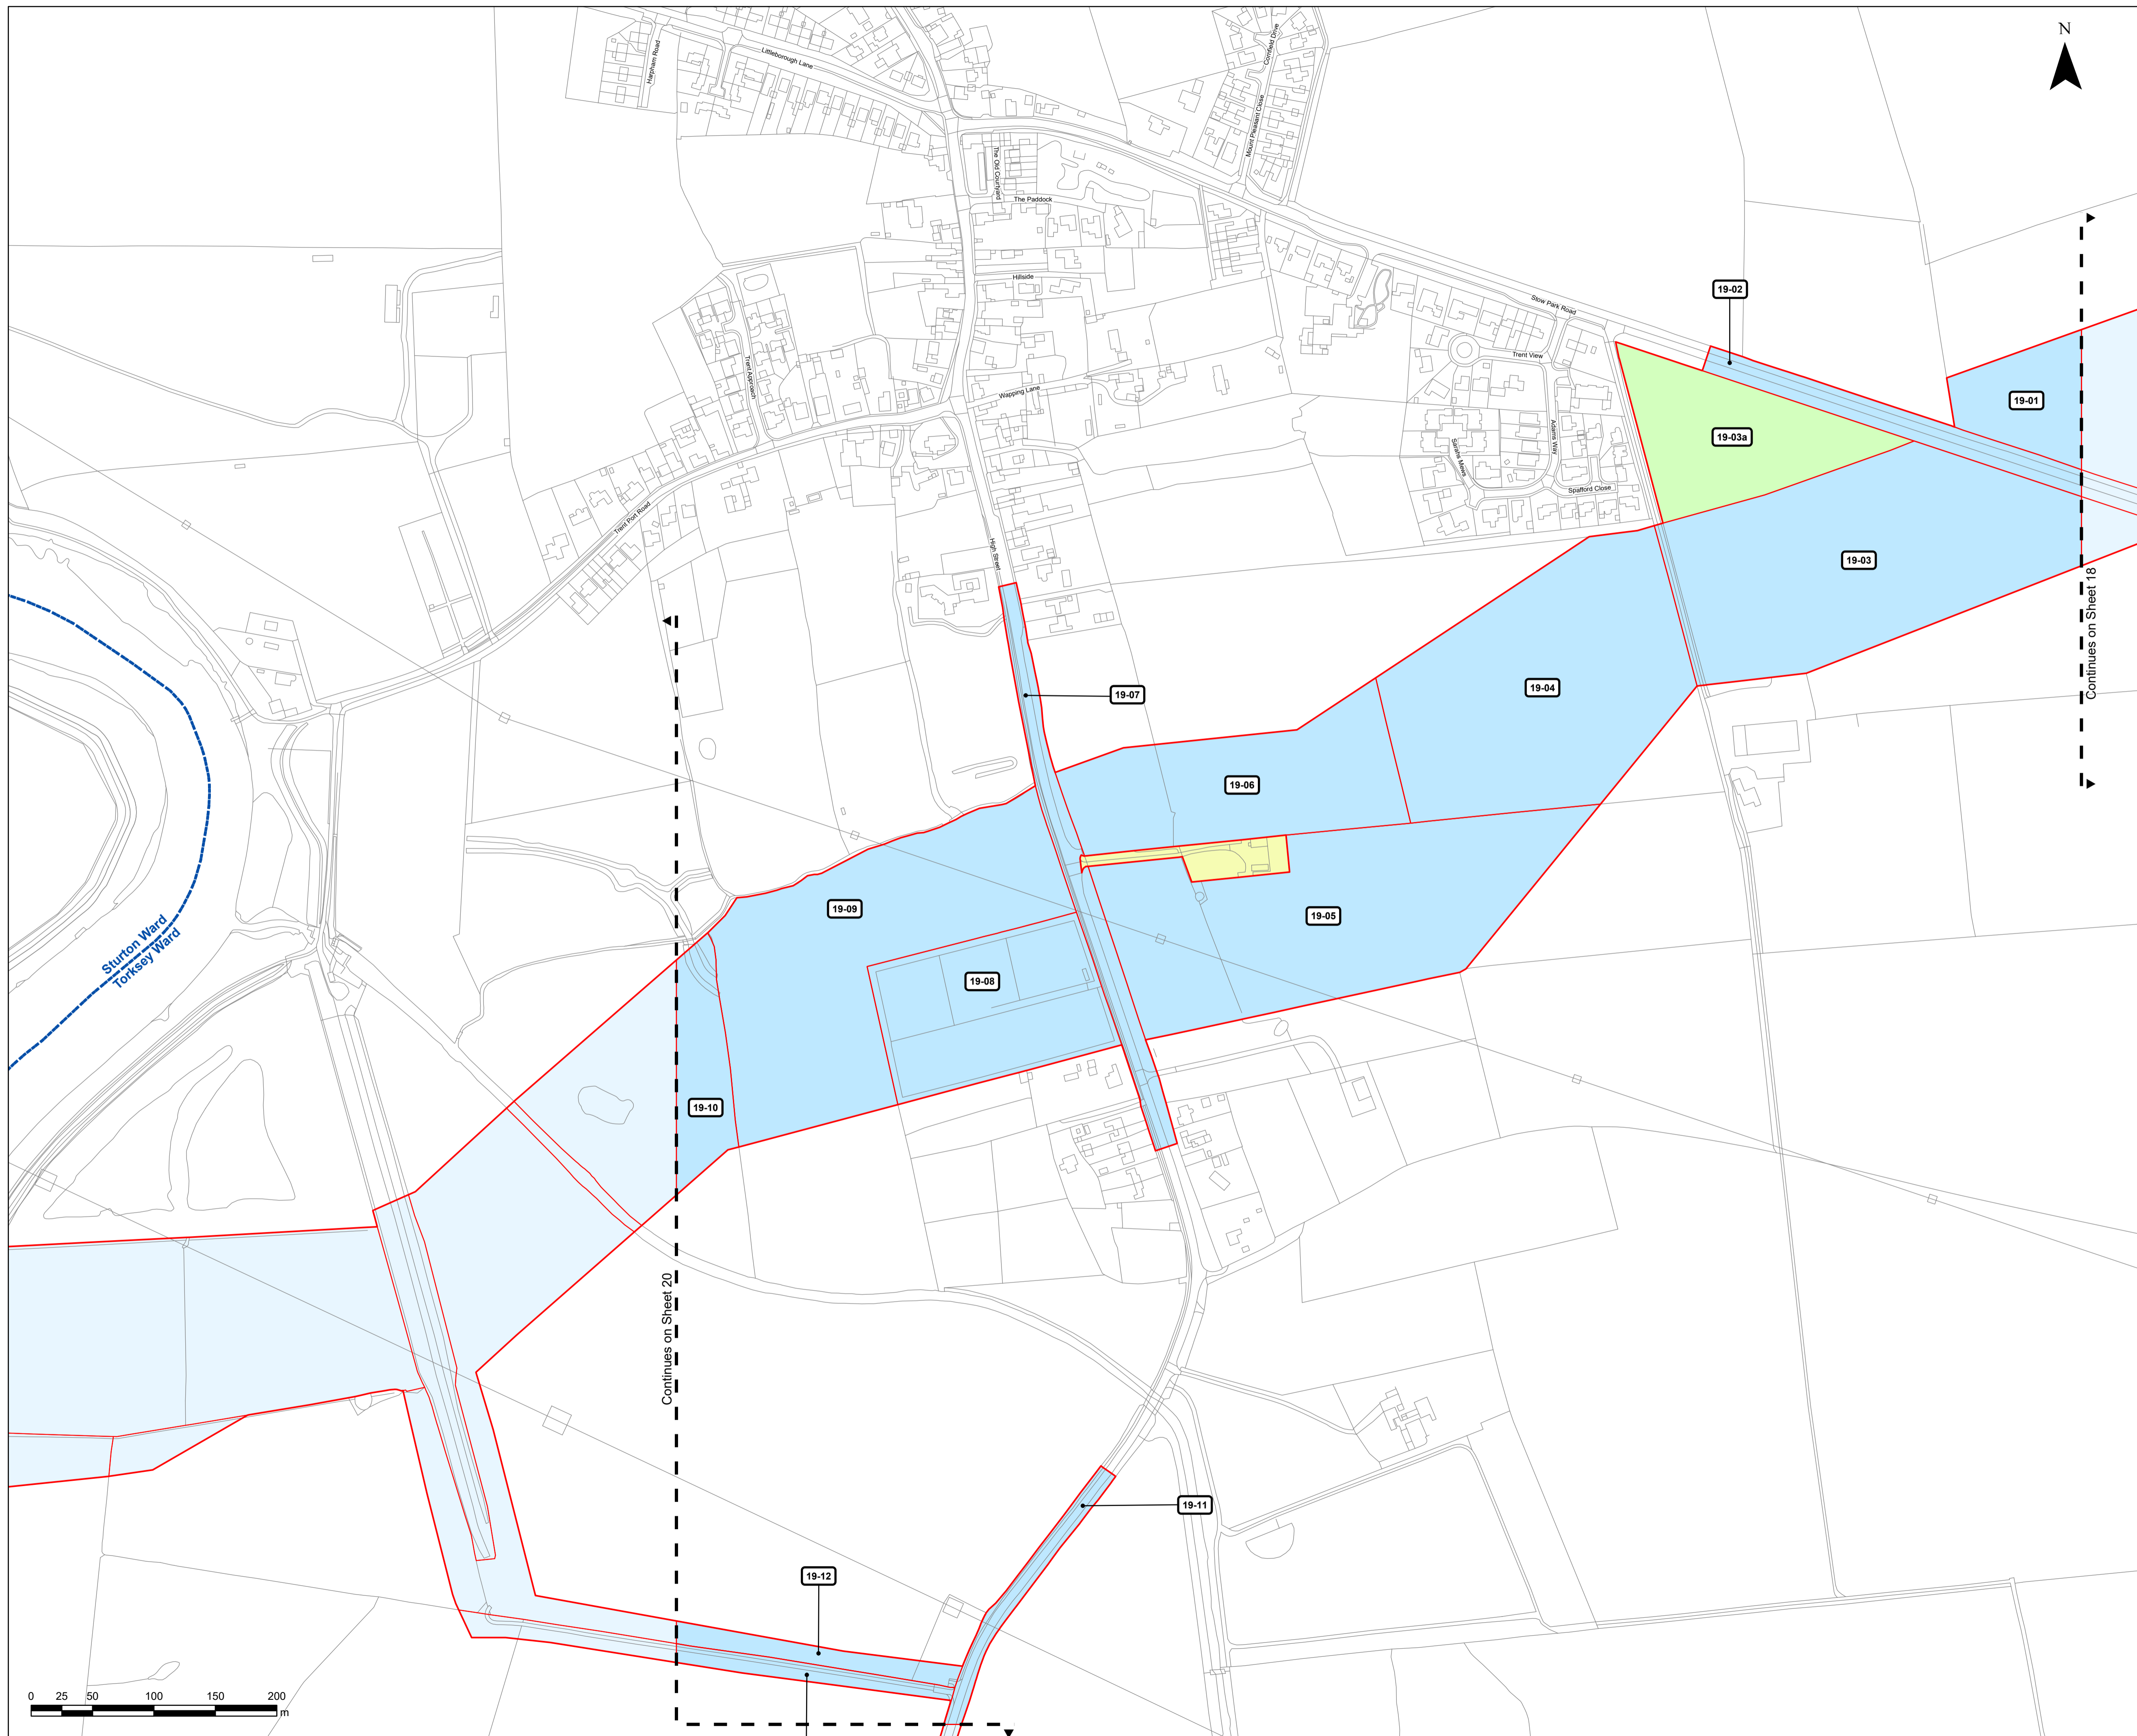 N
Harpham Road
Littleborough Lane
Cornfield Drive
Mount Pleasant Close
The Old Courtyard
The Paddock
Hillside
Stow Park Road
19-02
Trent View
Trent Approach
Wapping Lane
19-01
19-03a
Adams Way
Sarans Mews
Spafford Close
Trent Port Road
High Street
19-03
Continues on Sheet 18
19-04
19-07
19-06
19-09
19-05
Sturton Ward
Torksey Ward
19-08
19-10
Continues on Sheet 20
19-11
19-12
0 25 50 100 150 200
m